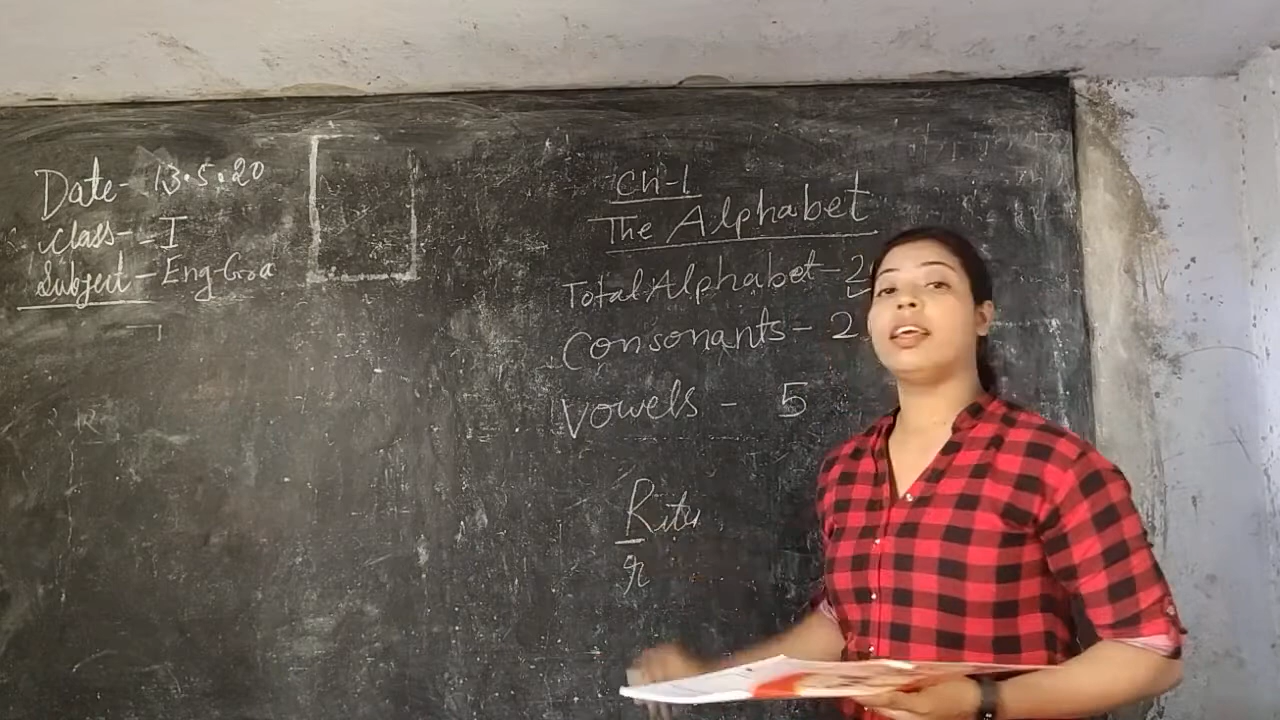 Date- 13.5.20
Class- - I
Subject - Eng-Gra
Ch-1
The Alphabet
Total Alphabet - 2
Consonants - 2
Vowels - 5
Ritu
r